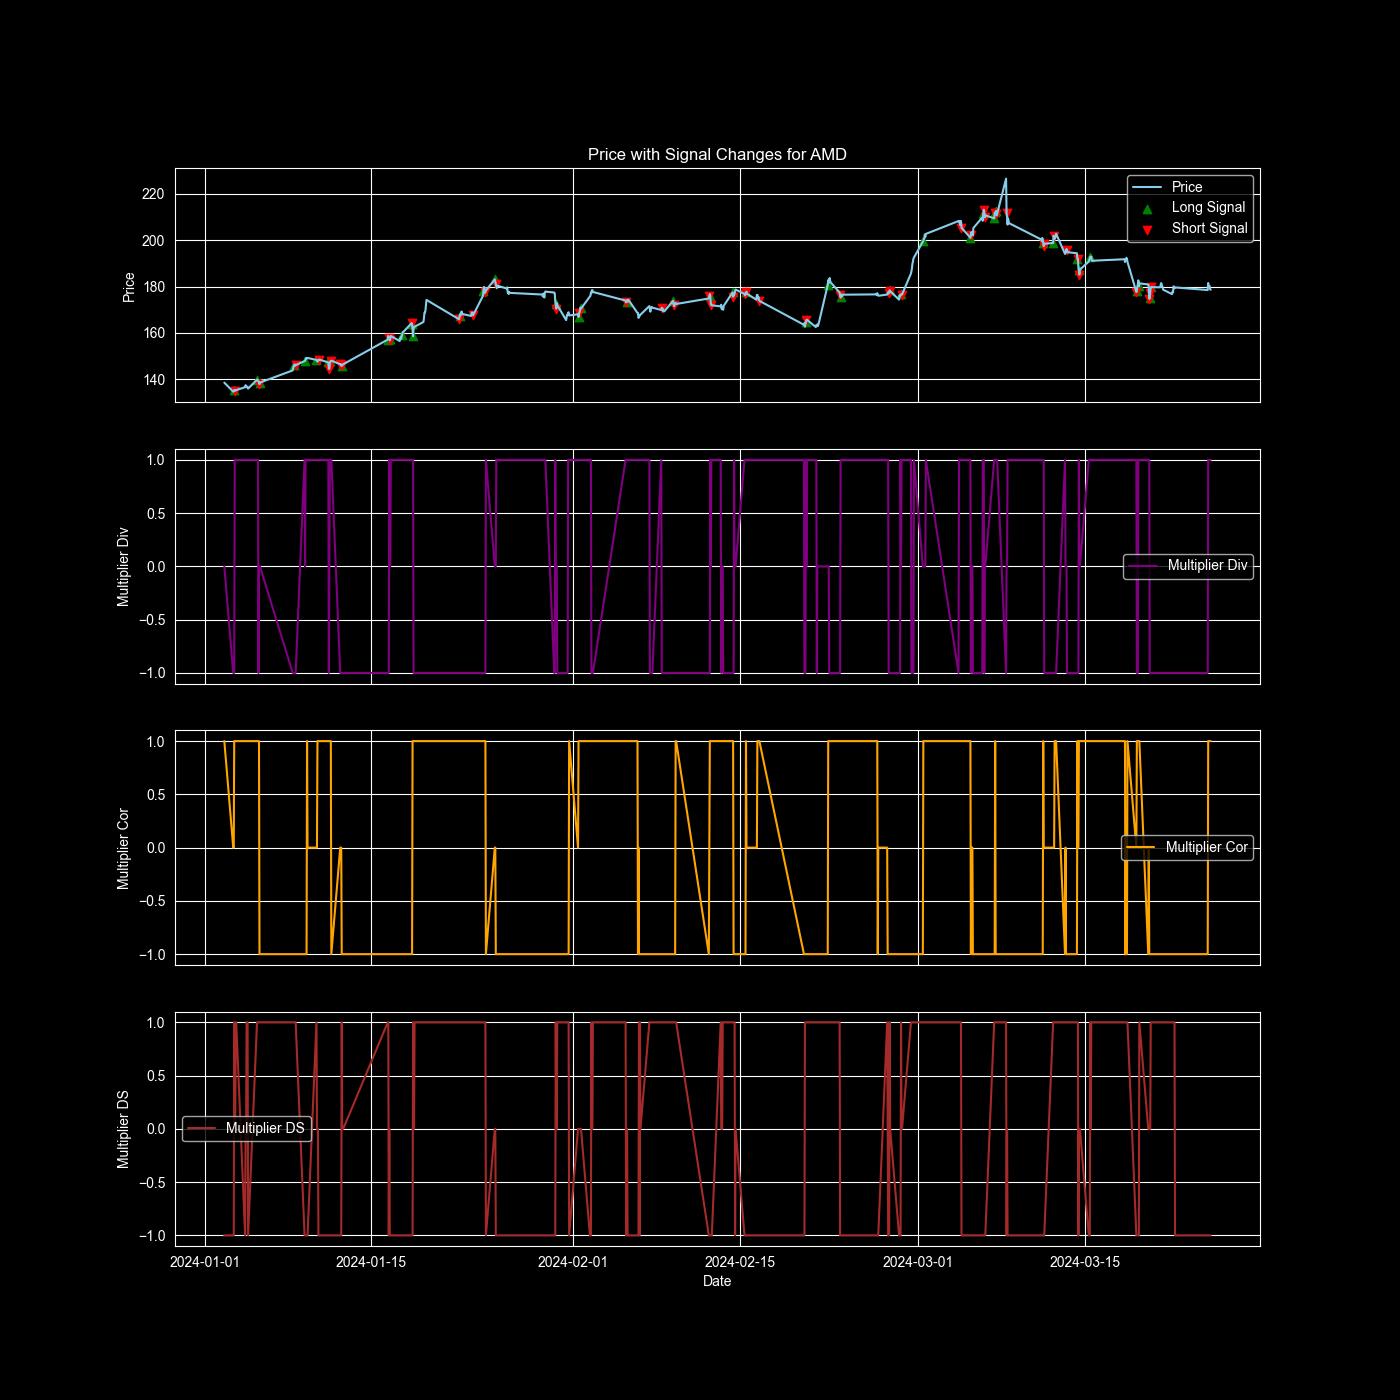 Price with Signal Changes for AMD
Price
220
200
180
160
140
Price
Long Signal
Short Signal
Multiplier Div
1.0
0.5
0.0
−0.5
−1.0
Multiplier Div
Multiplier Cor
1.0
0.5
0.0
−0.5
−1.0
Multiplier Cor
Multiplier DS
1.0
0.5
0.0
−0.5
−1.0
Multiplier DS
2024-01-01 2024-01-15 2024-02-01 2024-02-15 2024-03-01 2024-03-15
Date